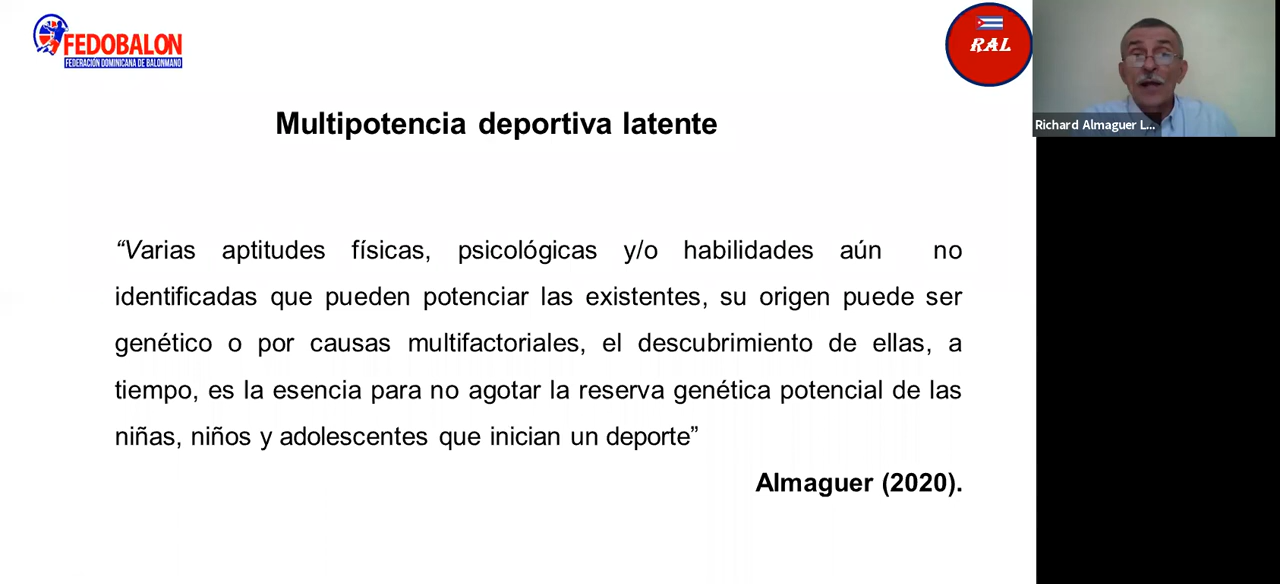 FEDOBALON
FEDERACIÓN DOMINICANA DE BALONMANO
RAL
Richard Almaguer L...
Multipotencia deportiva latente
“Varias aptitudes físicas, psicológicas y/o habilidades aún no
identificadas que pueden potenciar las existentes, su origen puede ser
genético o por causas multifactoriales, el descubrimiento de ellas, a
tiempo, es la esencia para no agotar la reserva genética potencial de las
niñas, niños y adolescentes que inician un deporte”
Almaguer (2020).